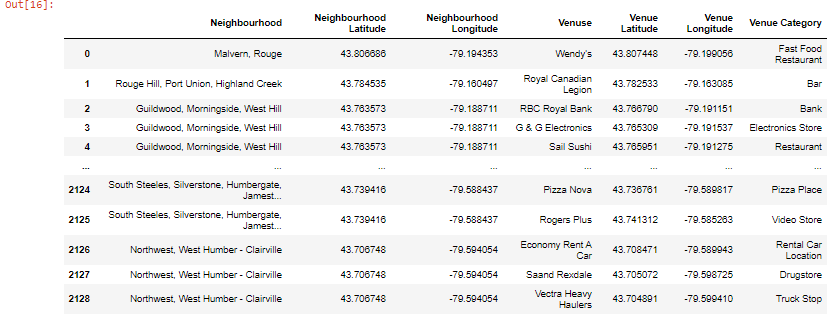 Out[16]:
Neighbourhood Neighbourhood Latitude Neighbourhood Longitude Venuse Venue Latitude Venue Longitude Venue Category
0 Malvern, Rouge 43.806686 -79.194353 Wendy's 43.807448 -79.199056 Fast Food Restaurant
1 Rouge Hill, Port Union, Highland Creek 43.784535 -79.160497 Royal Canadian Legion 43.782533 -79.163085 Bar
2 Guildwood, Morningside, West Hill 43.763573 -79.188711 RBC Royal Bank 43.766790 -79.191151 Bank
3 Guildwood, Morningside, West Hill 43.763573 -79.188711 G & G Electronics 43.765309 -79.191537 Electronics Store
4 Guildwood, Morningside, West Hill 43.763573 -79.188711 Sail Sushi 43.765951 -79.191275 Restaurant
... ... ... ... ... ... ... ...
2124 South Steeles, Silverstone, Humbergate, Jamest... 43.739416 -79.588437 Pizza Nova 43.736761 -79.589817 Pizza Place
2125 South Steeles, Silverstone, Humbergate, Jamest... 43.739416 -79.588437 Rogers Plus 43.741312 -79.585263 Video Store
2126 Northwest, West Humber - Clairville 43.706748 -79.594054 Economy Rent A Car 43.708471 -79.589943 Rental Car Location
2127 Northwest, West Humber - Clairville 43.706748 -79.594054 Saand Rexdale 43.705072 -79.598725 Drugstore
2128 Northwest, West Humber - Clairville 43.706748 -79.594054 Vectra Heavy Haulers 43.704891 -79.599410 Truck Stop